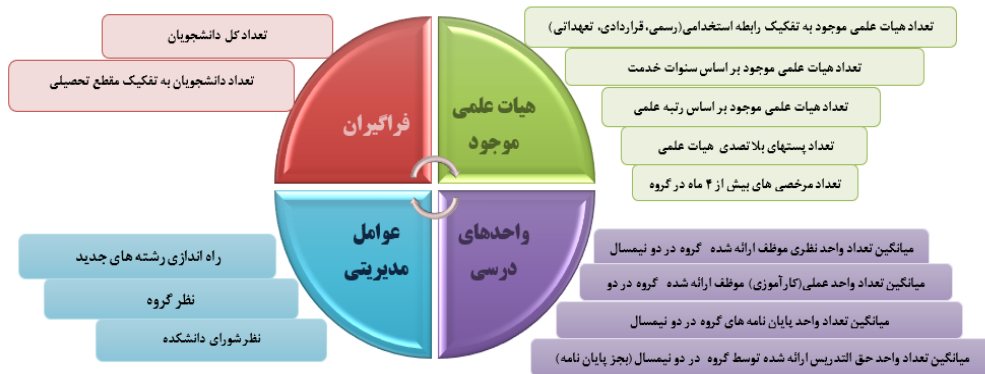 تعداد هیات علمی موجود به تفکیک رابطه استخدامی(رسمی،قراردادی، تعهداتی)
تعداد هیات علمی موجود بر اساس سنوات خدمت
تعداد هیات علمی موجود بر اساس رتبه علمی
تعداد پستهای بلا تصدی هیات علمی
تعداد مرخصی های بیش از ۴ ماه در گروه
هیات علمی
موجود
تعداد کل دانشجویان
تعداد دانشجویان به تفکیک مقطع تحصیلی
فراگیران
واحدهای
درسی
میانگین تعداد واحد نظری موظف ارائه شده گروه در دو نیمسال
میانگین تعداد واحد عملی(کارآموزی) موظف ارائه شده گروه در دو
میانگین تعداد واحد پایان نامه های گروه در دو نیمسال
میانگین تعداد واحد حق التدریس ارائه شده توسط گروه در دو نیمسال (بجز پایان نامه)
عوامل
مدیریتی
راه اندازی رشته های جدید
نظر گروه
نظر شورای دانشکده